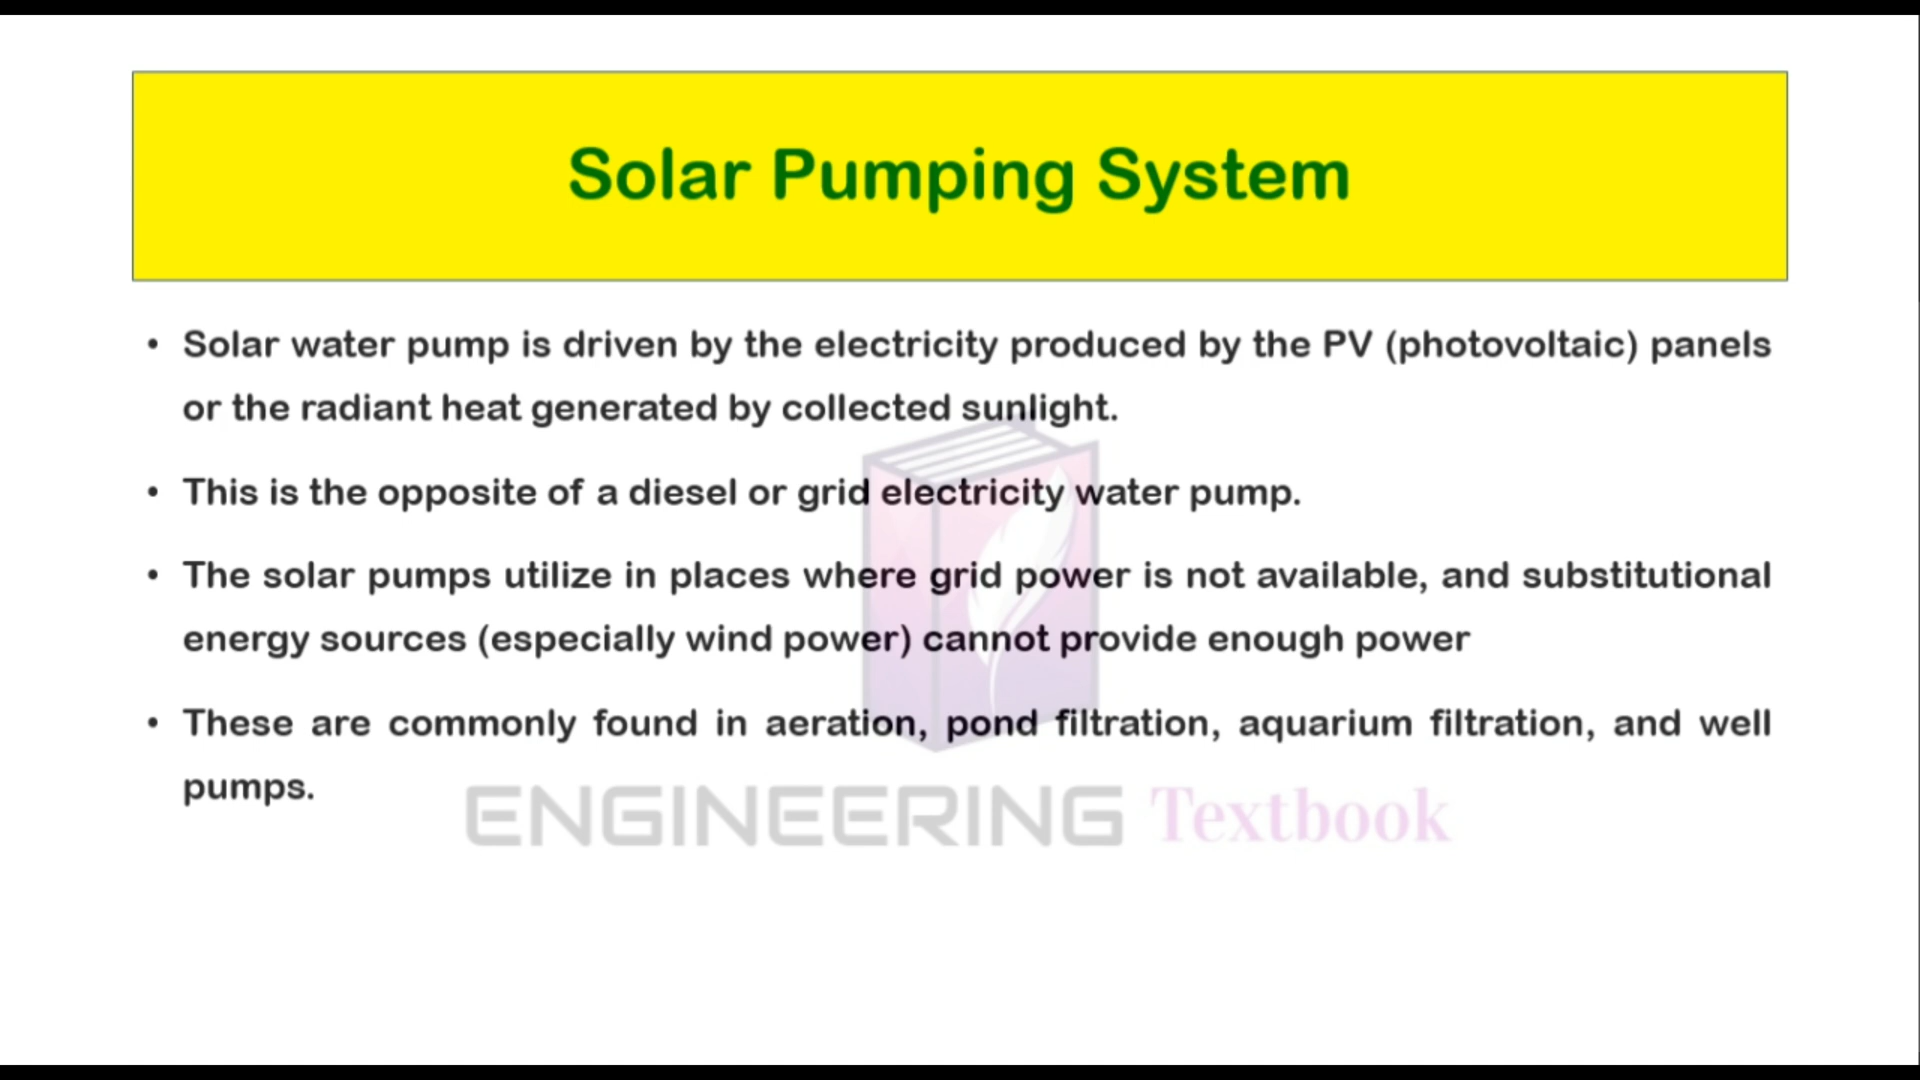 Solar Pumping System
• Solar water pump is driven by the electricity produced by the PV (photovoltaic) panels
or the radiant heat generated by collected sunlight.
• This is the opposite of a diesel or grid electricity water pump.
• The solar pumps utilize in places where grid power is not available, and substitutional
energy sources (especially wind power) cannot provide enough power
• These are commonly found in aeration, pond filtration, aquarium filtration, and well
pumps.
ENGINEERING Textbook